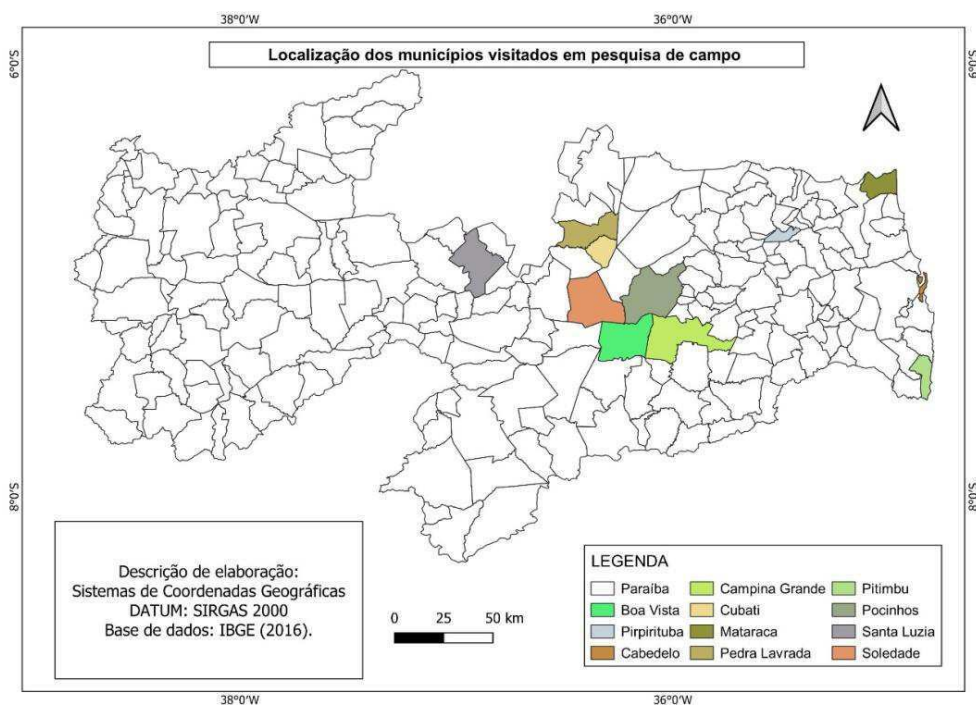 38°0'W 36°0'W
6°0'S 6°0'S
Localização dos municípios visitados em pesquisa de campo
8°0'S 8°0'S
Descrição de elaboração:
Sistemas de Coordenadas Geográficas
DATUM: SIRGAS 2000
Base de dados: IBGE (2016).
0 25 50 km
LEGENDA
Paraíba Campina Grande Pitimbu
Boa Vista Cubati Pocinhos
Pirpirituba Mataraca Santa Luzia
Cabedelo Pedra Lavrada Soledade
38°0'W 36°0'W